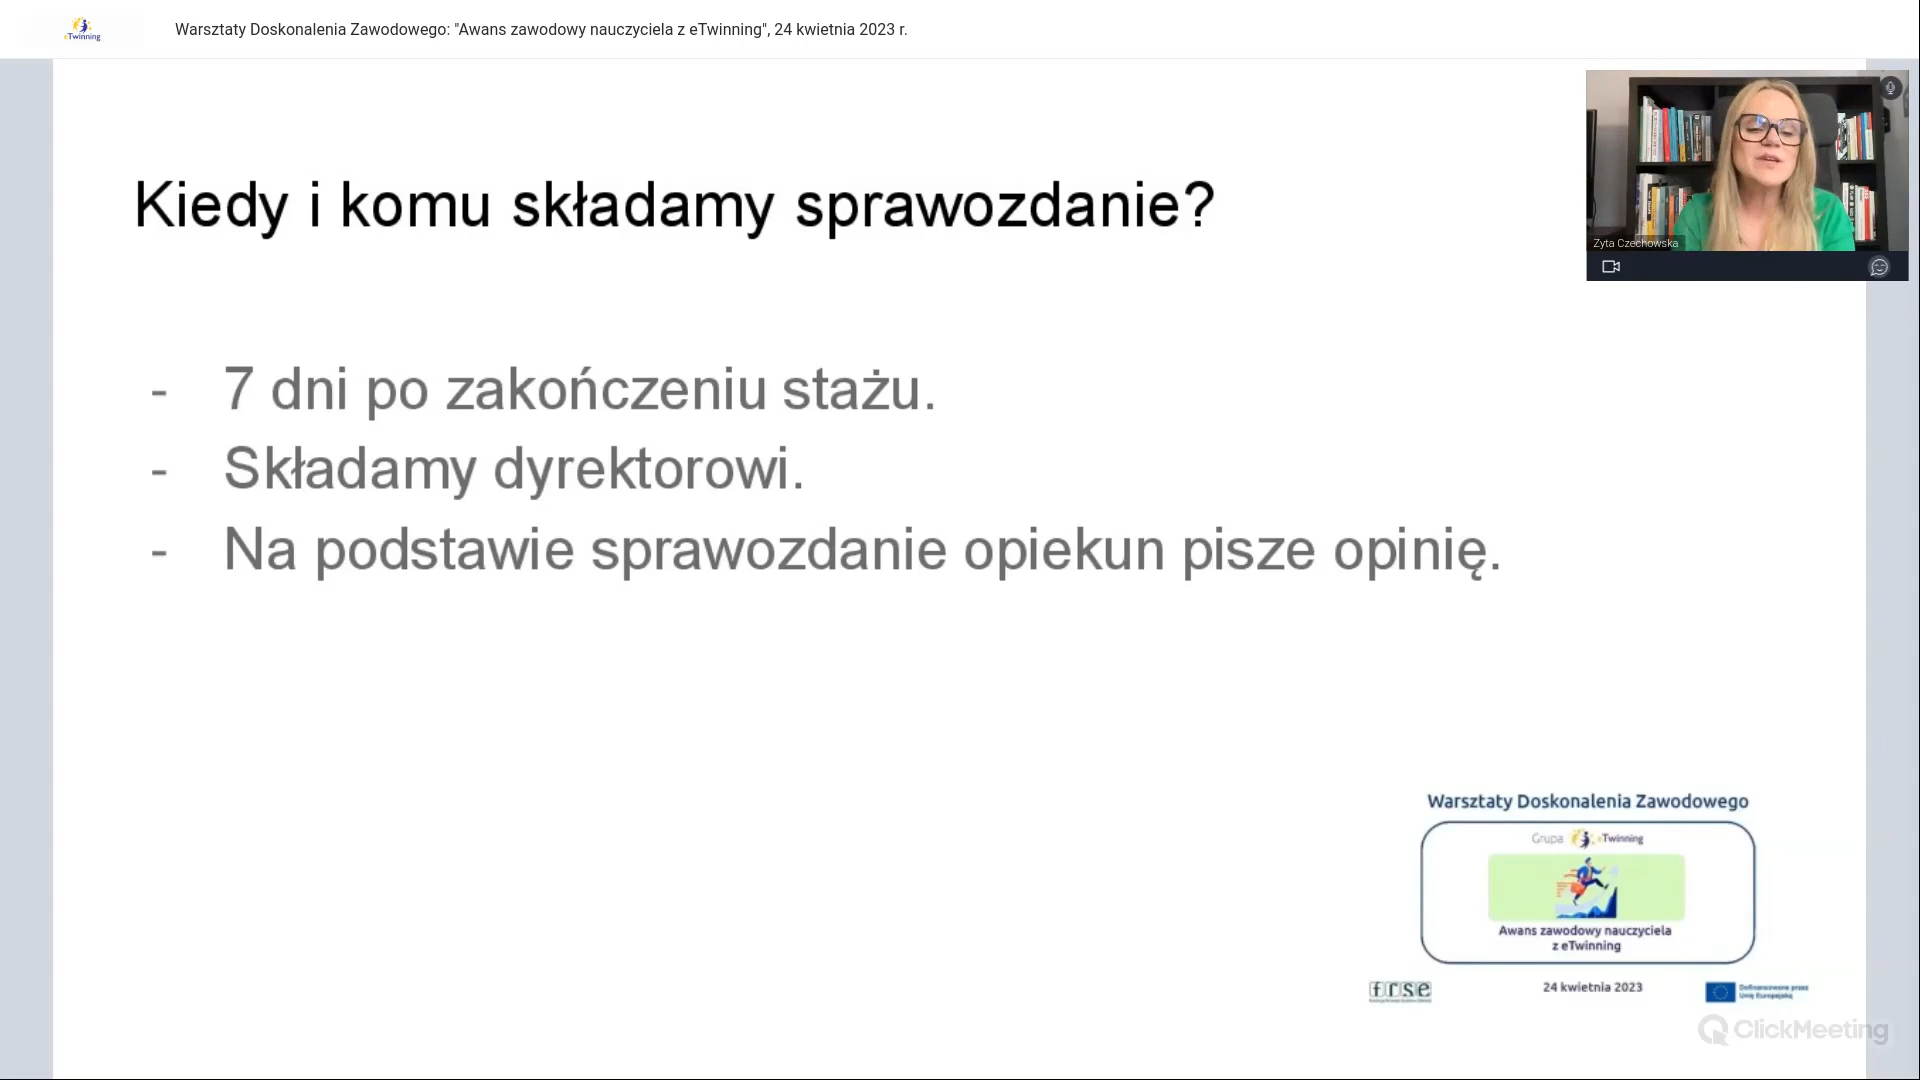 eTwinning
Warsztaty Doskonalenia Zawodowego: "Awans zawodowy nauczyciela z eTwinning", 24 kwietnia 2023 r.
Kiedy i komu składamy sprawozdanie?
- 7 dni po zakończeniu stażu.
- Składamy dyrektorowi.
- Na podstawie sprawozdanie opiekun pisze opinię.
Zyta Czechowska
Warsztaty Doskonalenia Zawodowego
Grupa eTwinning
Awans zawodowy nauczyciela
z eTwinning
frse
24 kwietnia 2023
Dofinansowane przez
Unię Europejską
ClickMeeting